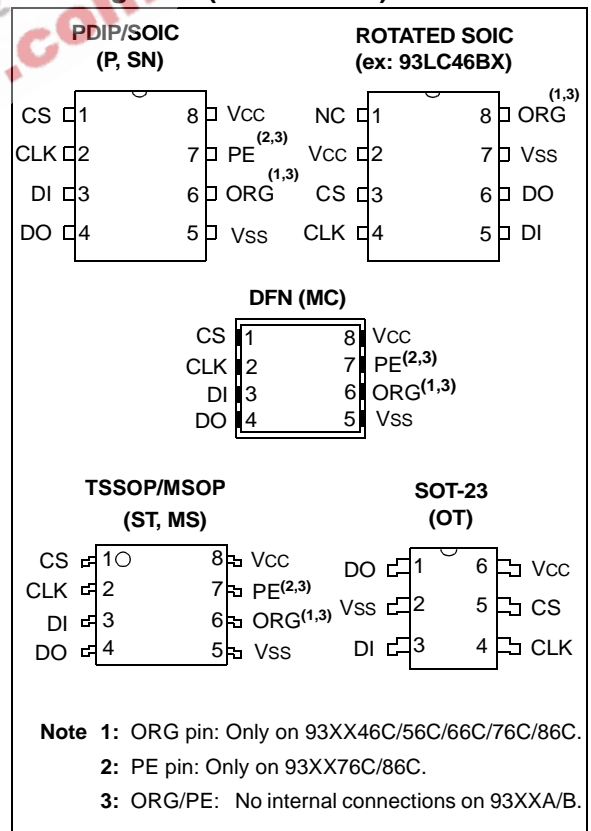 .com
PDIP/SOIC
(P, SN)
CS 1 8 VCC
CLK 2 7 PE(2,3)
DI 3 6 ORG(1,3)
DO 4 5 VSS
ROTATED SOIC
(ex: 93LC46BX)
NC 1 8 ORG(1,3)
VCC 2 7 VSS
CS 3 6 DO
CLK 4 5 DI
DFN (MC)
CS 1 8 VCC
CLK 2 7 PE(2,3)
DI 3 6 ORG(1,3)
DO 4 5 VSS
TSSOP/MSOP
(ST, MS)
CS 1 8 VCC
CLK 2 7 PE(2,3)
DI 3 6 ORG(1,3)
DO 4 5 VSS
SOT-23
(OT)
DO 1 6 VCC
VSS 2 5 CS
DI 3 4 CLK
Note 1: ORG pin: Only on 93XX46C/56C/66C/76C/86C.
2: PE pin: Only on 93XX76C/86C.
3: ORG/PE: No internal connections on 93XXA/B.